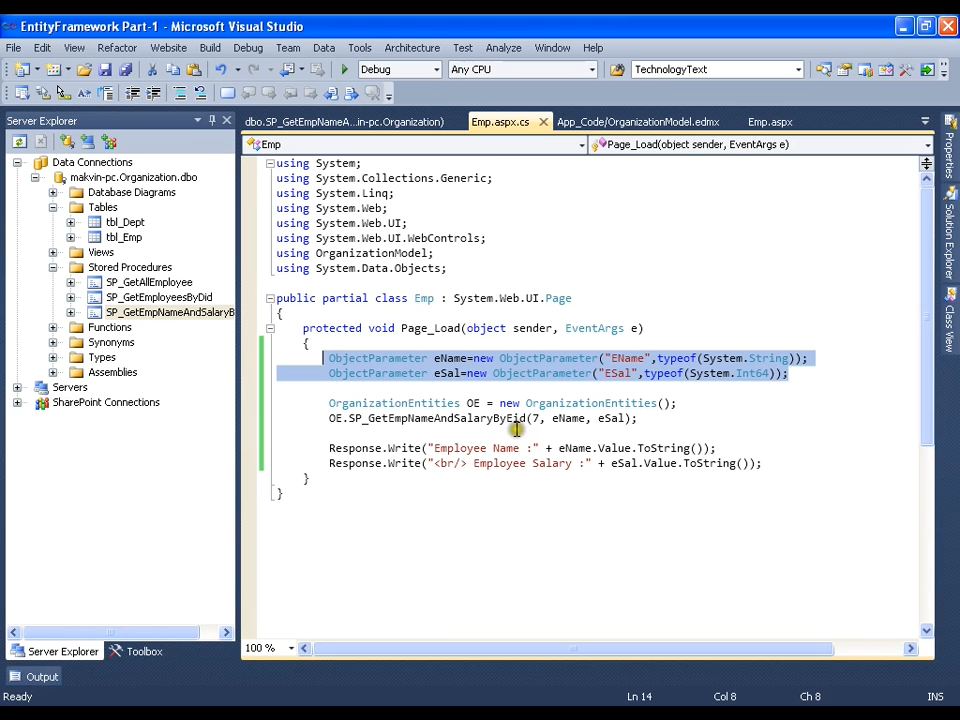 EntityFramework Part-1 - Microsoft Visual Studio
File Edit View Refactor Website Build Debug Team Data Tools Architecture Test Analyze Window Help
Debug Any CPU TechnologyText
Server Explorer
dbo.SP_GetEmpNameA...in-pc.Organization) Emp.aspx.cs App_Code/OrganizationModel.edmx Emp.aspx
Emp Page_Load(object sender, EventArgs e)
Data Connections
makvin-pc.Organization.dbo
Database Diagrams
Tables
tbl_Dept
tbl_Emp
Views
Stored Procedures
SP_GetAllEmployee
SP_GetEmployeesByDid
SP_GetEmpNameAndSalaryB
Functions
Synonyms
Types
Assemblies
Servers
SharePoint Connections
using System;
using System.Collections.Generic;
using System.Linq;
using System.Web;
using System.Web.UI;
using System.Web.UI.WebControls;
using OrganizationModel;
using System.Data.Objects;
public partial class Emp : System.Web.UI.Page
{
protected void Page_Load(object sender, EventArgs e)
{
ObjectParameter eName=new ObjectParameter("EName",typeof(System.String));
ObjectParameter eSal=new ObjectParameter("ESal",typeof(System.Int64));
OrganizationEntities OE = new OrganizationEntities();
OE.SP_GetEmpNameAndSalaryByEid(7, eName, eSal);
Response.Write("Employee Name :" + eName.Value.ToString());
Response.Write("<br/> Employee Salary :" + eSal.Value.ToString());
}
}
Properties
Solution Explorer
Class View
100 %
Server Explorer Toolbox
Output
Ready Ln 14 Col 8 Ch 8 INS